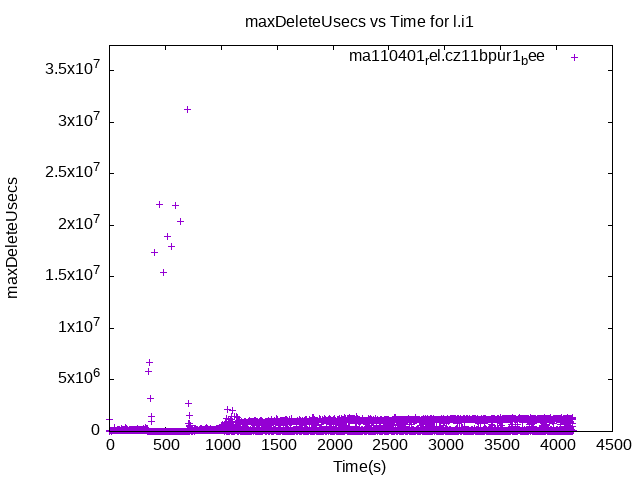 maxDeleteUsecs vs Time for l.i1
ma110401_rel.cz11bpur1_bee
3.5x10^7
3x10^7
2.5x10^7
2x10^7
1.5x10^7
1x10^7
5x10^6
0
maxDeleteUsecs
0 500 1000 1500 2000 2500 3000 3500 4000 4500
Time(s)